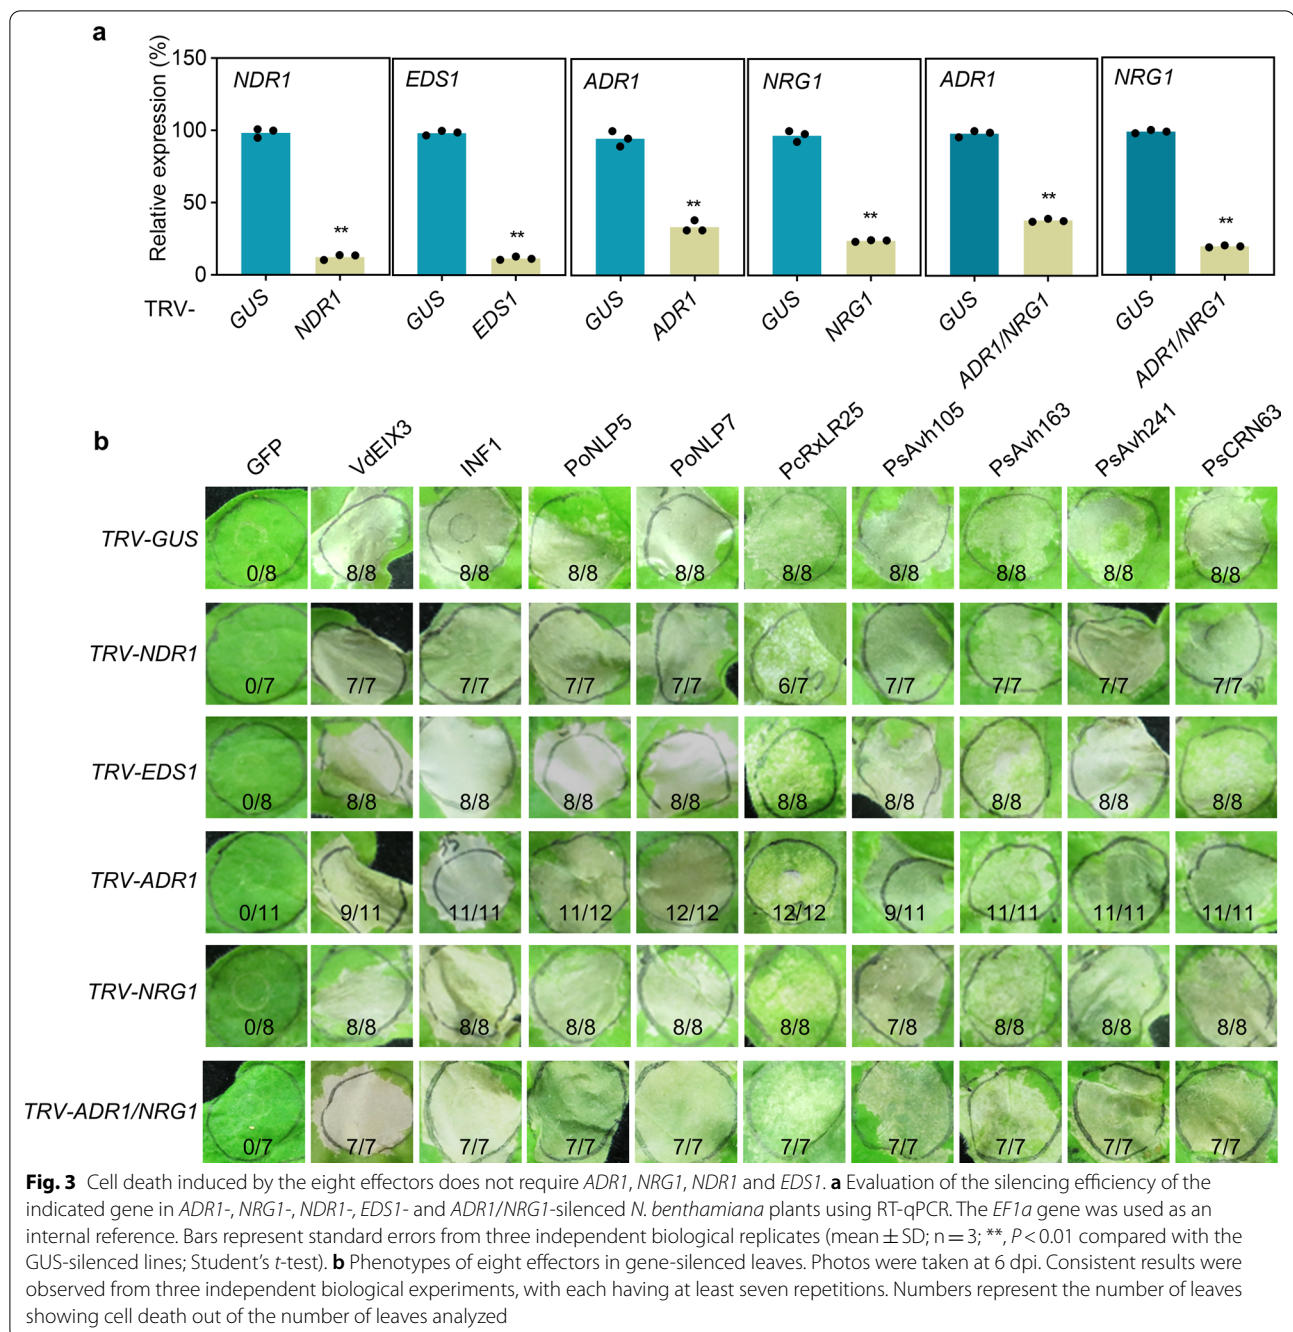 a
Relative expression (%)
150
100
50
0
NDR1
EDS1
ADR1
NRG1
ADR1
NRG1
**
**
**
**
**
**
TRV-
GUS
NDR1
GUS
EDS1
GUS
ADR1
GUS
NRG1
GUS
ADR1/NRG1
GUS
ADR1/NRG1
b
GFP
VdEIX3
INF1
PoNLP5
PoNLP7
PcRxLR25
PsAvh105
PsAvh163
PsAvh241
PsCRN63
TRV-GUS
0/8 8/8 8/8 8/8 8/8 8/8 8/8 8/8 8/8 8/8
TRV-NDR1
0/7 7/7 7/7 7/7 7/7 6/7 7/7 7/7 7/7 7/7
TRV-EDS1
0/8 8/8 8/8 8/8 8/8 8/8 8/8 8/8 8/8 8/8
TRV-ADR1
0/11 9/11 11/11 11/12 12/12 12/12 9/11 11/11 11/11 11/11
TRV-NRG1
0/8 8/8 8/8 8/8 8/8 8/8 7/8 8/8 8/8 8/8
TRV-ADR1/NRG1
0/7 7/7 7/7 7/7 7/7 7/7 7/7 7/7 7/7 7/7
Fig. 3 Cell death induced by the eight effectors does not require ADR1, NRG1, NDR1 and EDS1. a Evaluation of the silencing efficiency of the
indicated gene in ADR1-, NRG1-, NDR1-, EDS1- and ADR1/NRG1-silenced N. benthamiana plants using RT-qPCR. The EF1a gene was used as an
internal reference. Bars represent standard errors from three independent biological replicates (mean ± SD; n = 3; **, P < 0.01 compared with the
GUS-silenced lines; Student's t-test). b Phenotypes of eight effectors in gene-silenced leaves. Photos were taken at 6 dpi. Consistent results were
observed from three independent biological experiments, with each having at least seven repetitions. Numbers represent the number of leaves
showing cell death out of the number of leaves analyzed